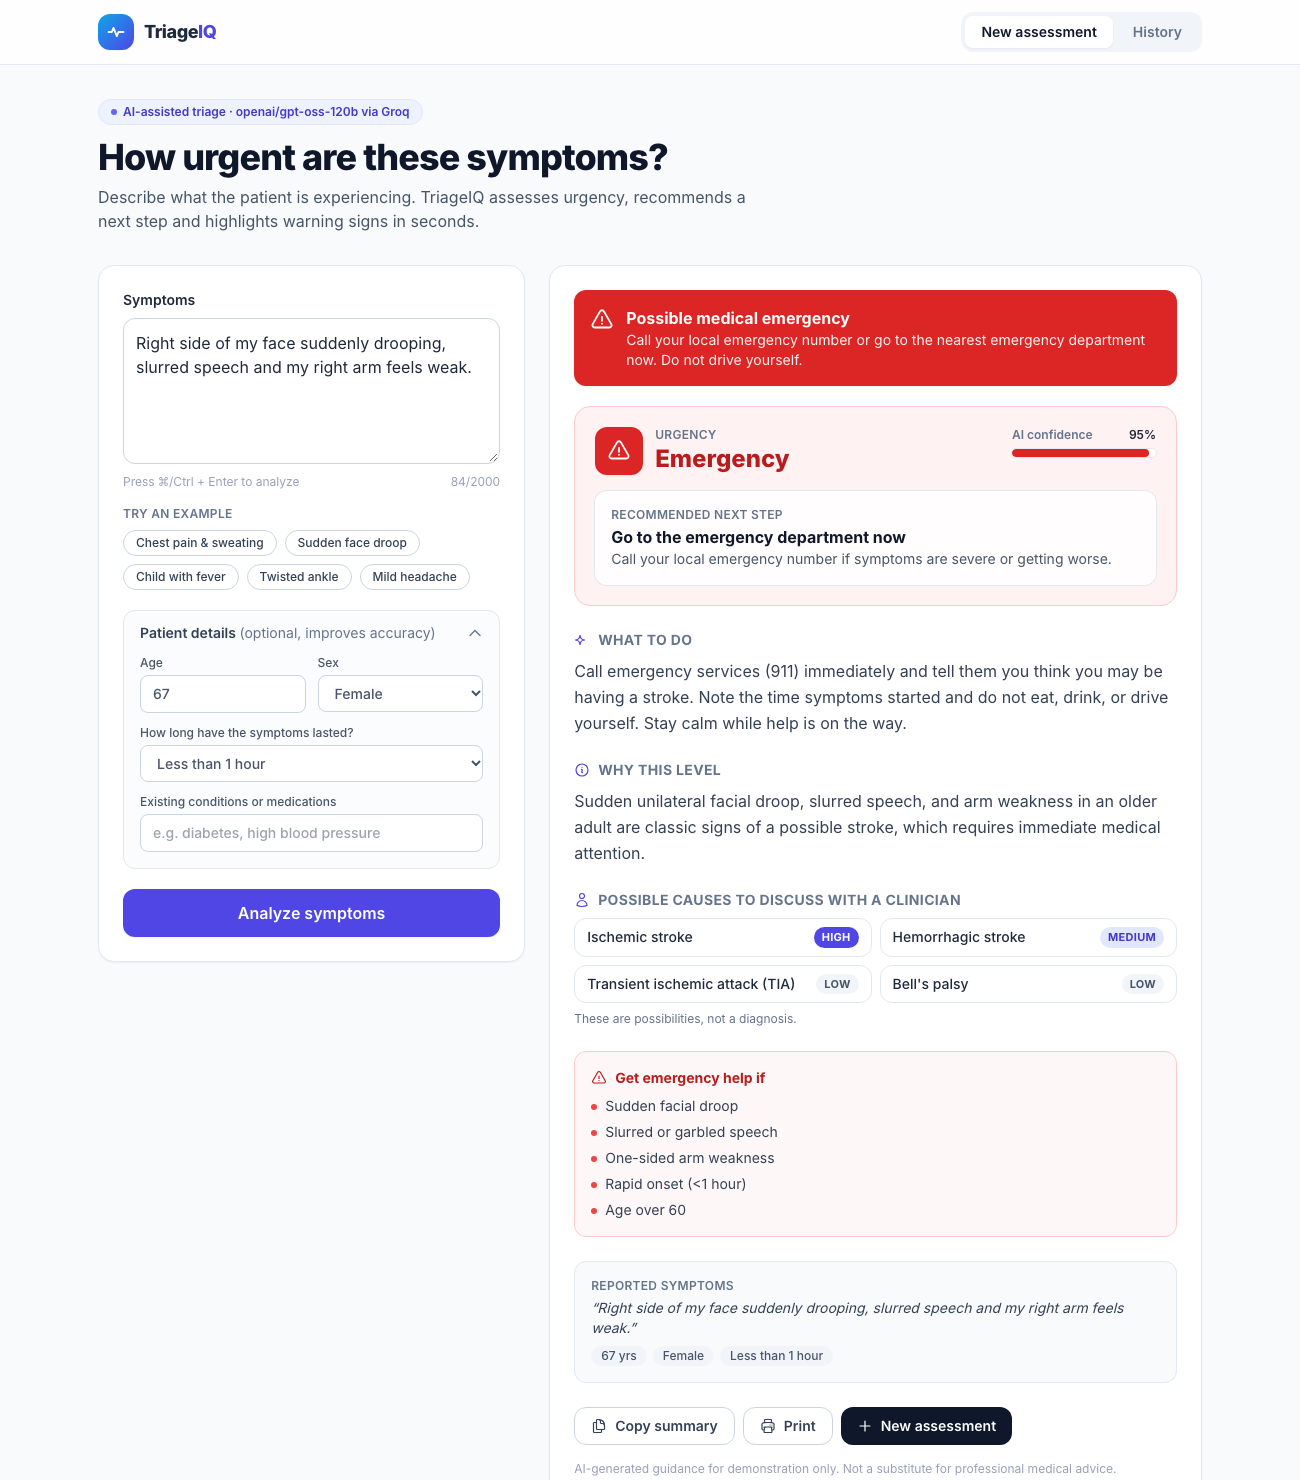 TriageIQ
New assessment
History
AI-assisted triage · openai/gpt-oss-120b via Groq
How urgent are these symptoms?
Describe what the patient is experiencing. TriageIQ assesses urgency, recommends a
next step and highlights warning signs in seconds.
Symptoms
Right side of my face suddenly drooping,
slurred speech and my right arm feels weak.
Press ⌘/Ctrl + Enter to analyze
84/2000
TRY AN EXAMPLE
Chest pain & sweating
Sudden face droop
Child with fever
Twisted ankle
Mild headache
Patient details (optional, improves accuracy)
Age
Sex
67
Female
How long have the symptoms lasted?
Less than 1 hour
Existing conditions or medications
e.g. diabetes, high blood pressure
Analyze symptoms
Possible medical emergency
Call your local emergency number or go to the nearest emergency department
now. Do not drive yourself.
URGENCY
Emergency
AI confidence
95%
RECOMMENDED NEXT STEP
Go to the emergency department now
Call your local emergency number if symptoms are severe or getting worse.
WHAT TO DO
Call emergency services (911) immediately and tell them you think you may be
having a stroke. Note the time symptoms started and do not eat, drink, or drive
yourself. Stay calm while help is on the way.
WHY THIS LEVEL
Sudden unilateral facial droop, slurred speech, and arm weakness in an older
adult are classic signs of a possible stroke, which requires immediate medical
attention.
POSSIBLE CAUSES TO DISCUSS WITH A CLINICIAN
Ischemic stroke
HIGH
Hemorrhagic stroke
MEDIUM
Transient ischemic attack (TIA)
LOW
Bell's palsy
LOW
These are possibilities, not a diagnosis.
Get emergency help if
Sudden facial droop
Slurred or garbled speech
One-sided arm weakness
Rapid onset (<1 hour)
Age over 60
REPORTED SYMPTOMS
“Right side of my face suddenly drooping, slurred speech and my right arm feels
weak.”
67 yrs
Female
Less than 1 hour
Copy summary
Print
New assessment
AI-generated guidance for demonstration only. Not a substitute for professional medical advice.